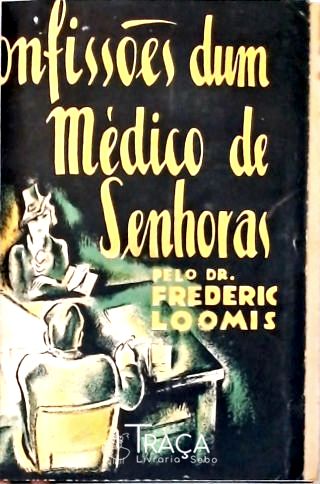 onfissões dum
Médico de
Senhoras
PELO DR.
FREDERIC
LOOMIS
TRAÇA
Livraria Sebo